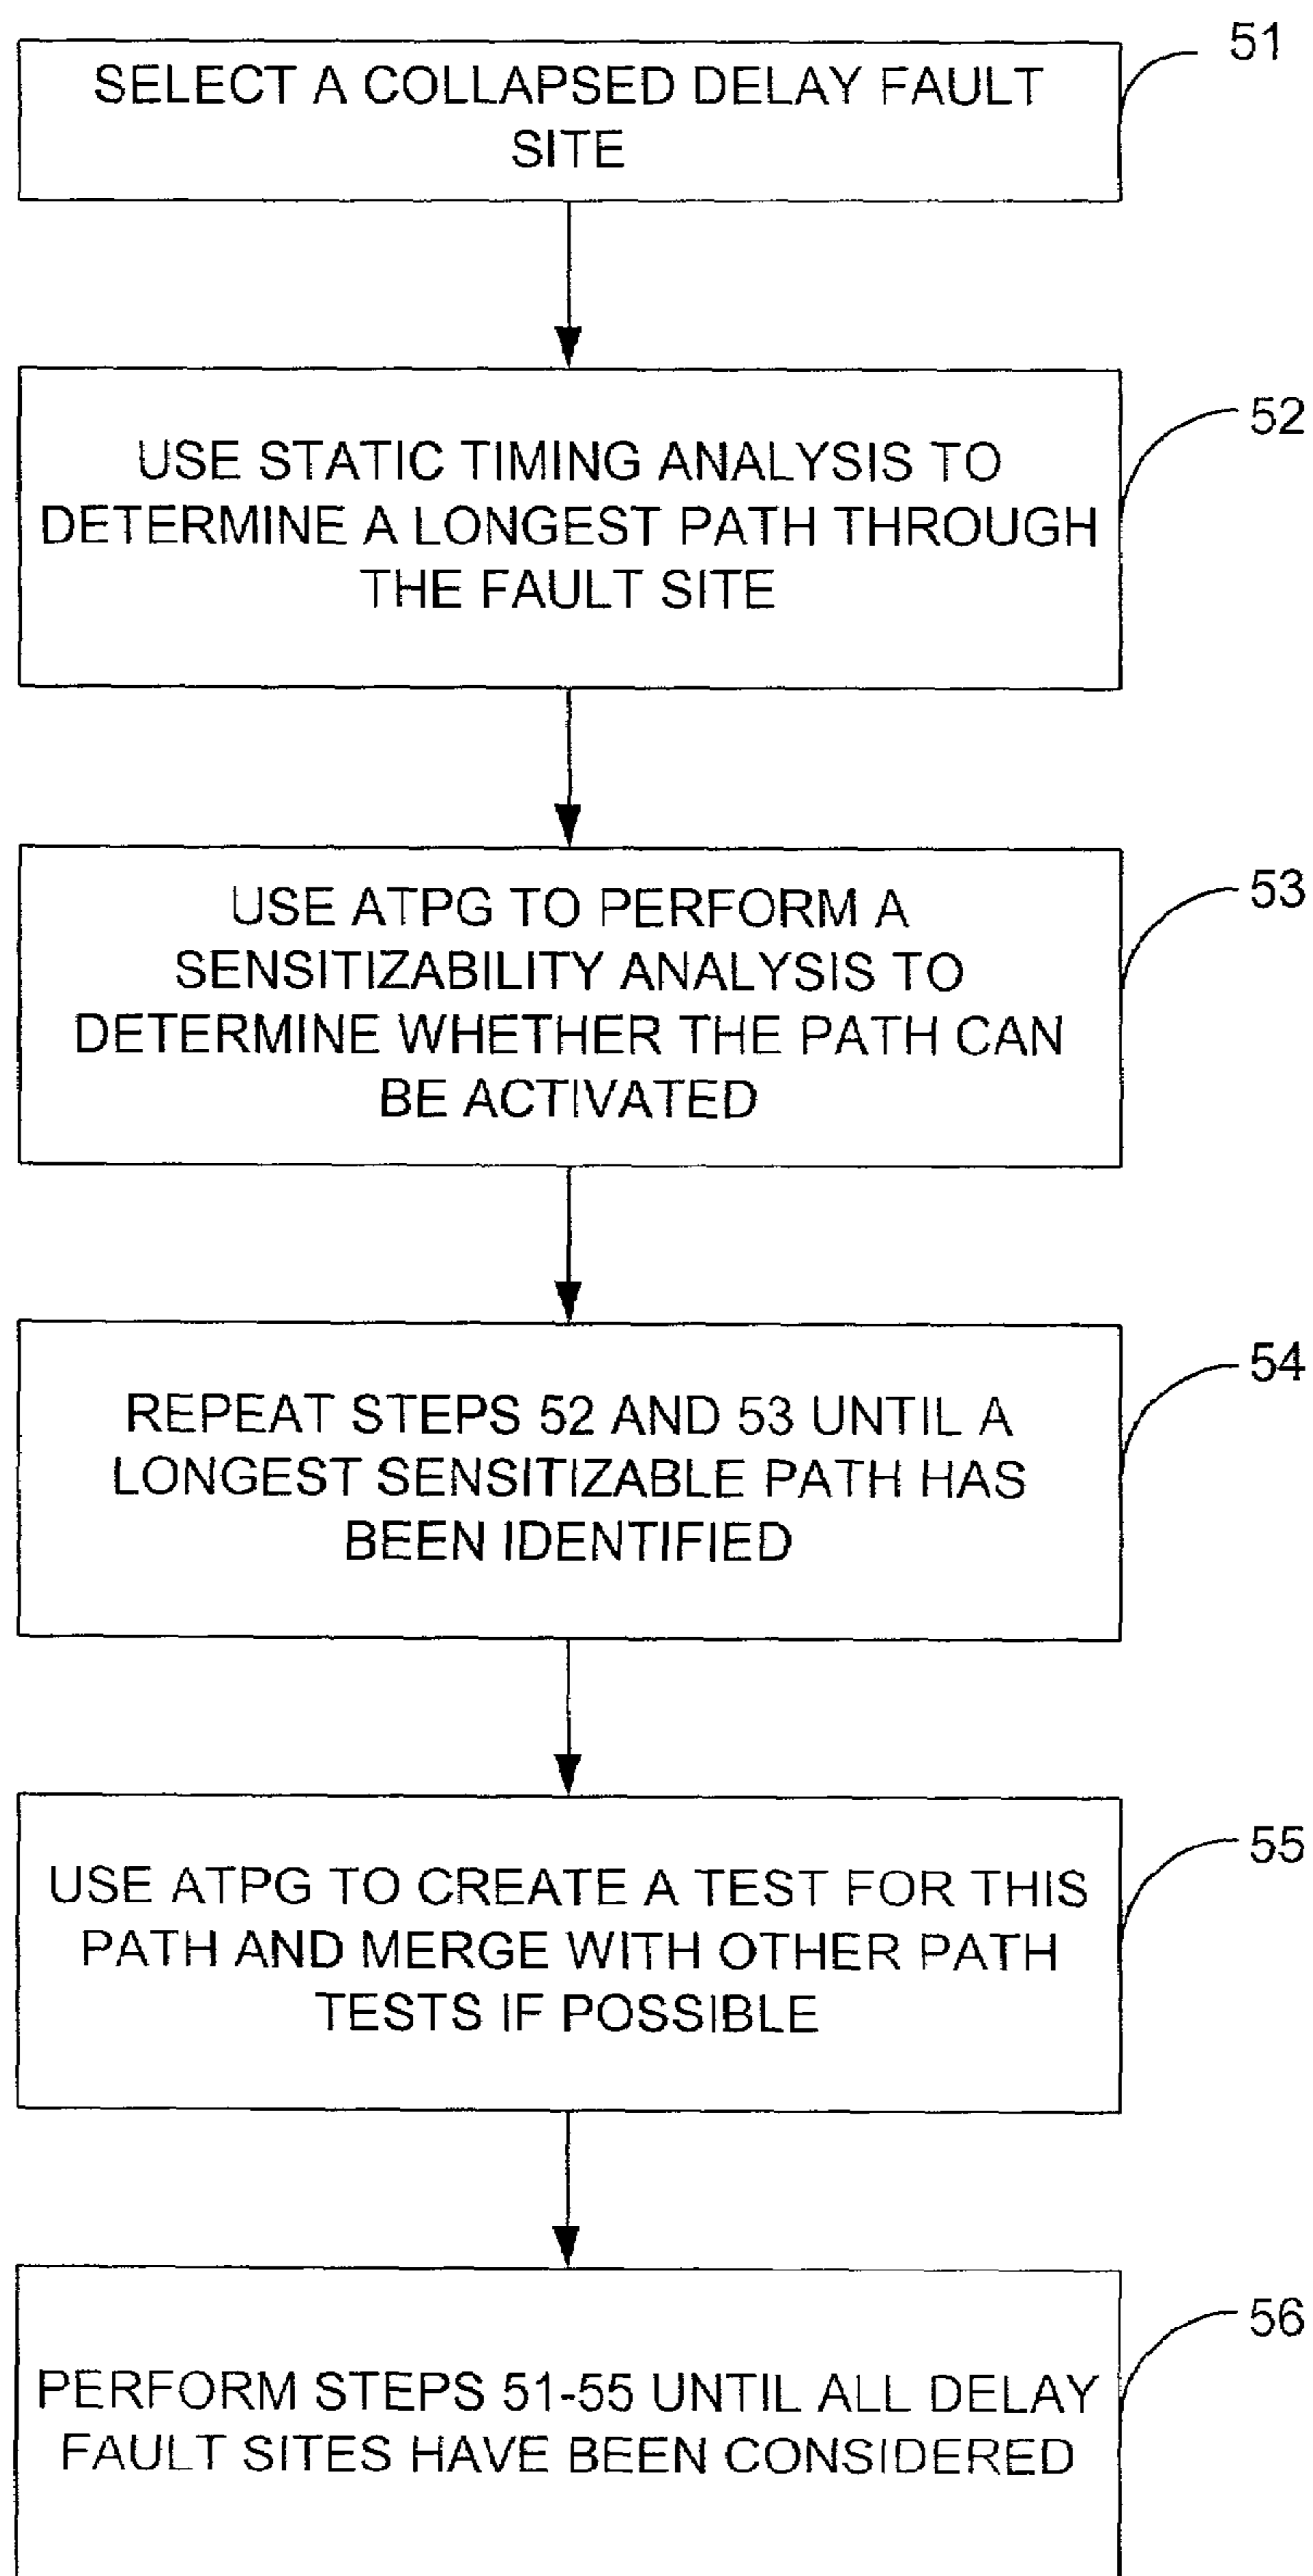 51
SELECT A COLLAPSED DELAY FAULT
SITE
52
USE STATIC TIMING ANALYSIS TO
DETERMINE A LONGEST PATH THROUGH
THE FAULT SITE
53
USE ATPG TO PERFORM A
SENSITIZABILITY ANALYSIS TO
DETERMINE WHETHER THE PATH CAN
BE ACTIVATED
54
REPEAT STEPS 52 AND 53 UNTIL A
LONGEST SENSITIZABLE PATH HAS
BEEN IDENTIFIED
55
USE ATPG TO CREATE A TEST FOR THIS
PATH AND MERGE WITH OTHER PATH
TESTS IF POSSIBLE
56
PERFORM STEPS 51-55 UNTIL ALL DELAY
FAULT SITES HAVE BEEN CONSIDERED